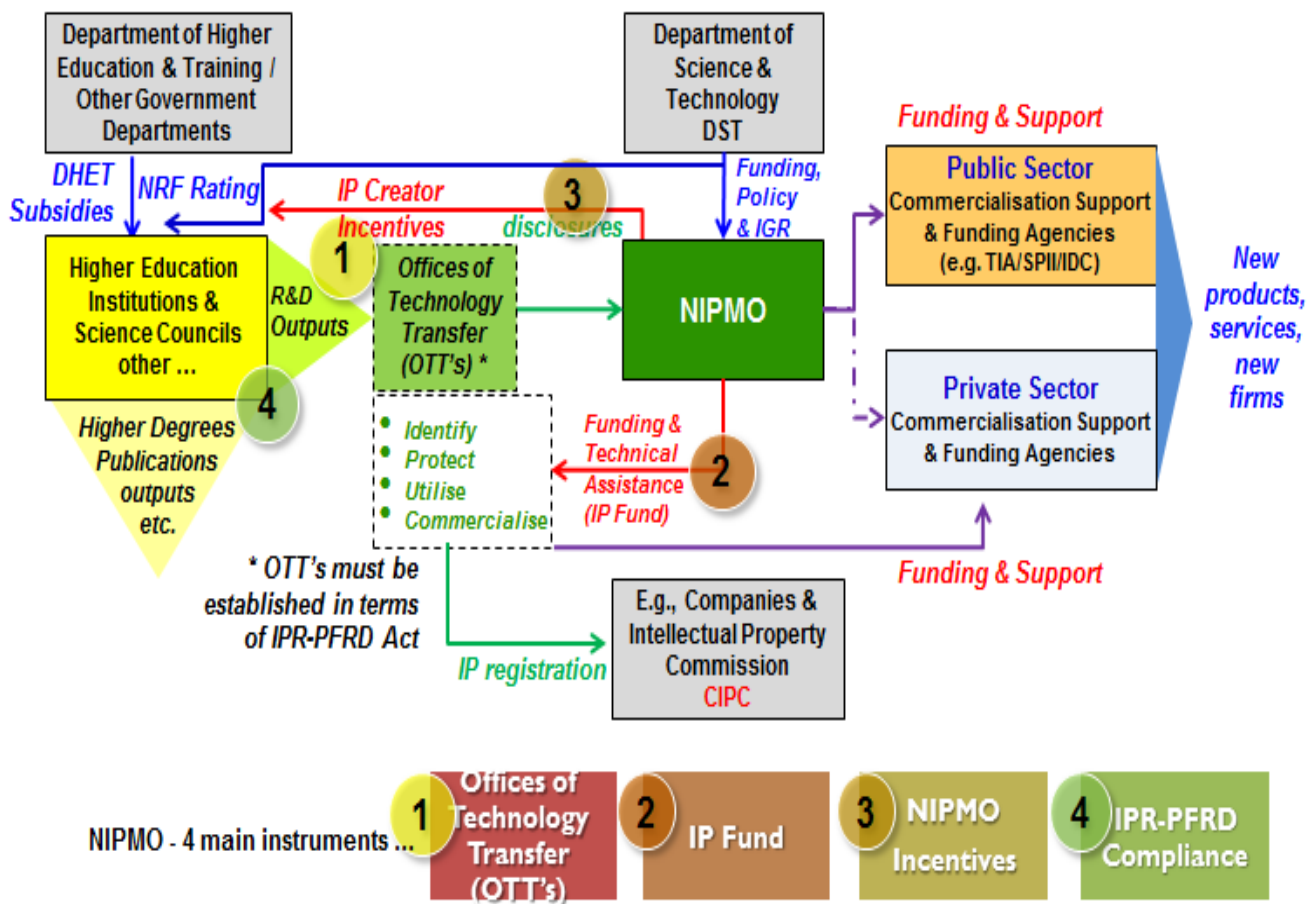 Department of Higher
Education & Training /
Other Government
Departments
Department of
Science &
Technology
DST
DHET
Subsidies
NRF Rating
IP Creator
Incentives
3
disclosures
Funding,
Policy
& IGR
Funding & Support
Public Sector
Commercialisation Support
& Funding Agencies
(e.g. TIA/SPII/IDC)
Higher Education
Institutions &
Science Councils
other ...
R&D
Outputs
1
Offices of
Technology
Transfer
(OTT's) *
NIPMO
New
products,
services,
new
firms
Private Sector
Commercialisation Support
& Funding Agencies
4
Higher Degrees
Publications
outputs
etc.
• Identify
• Protect
• Utilise
• Commercialise
Funding &
Technical
Assistance
(IP Fund)
2
Funding & Support
* OTT's must be
established in terms
of IPR-PFRD Act
IP registration
E.g., Companies &
Intellectual Property
Commission
CIPC
NIPMO - 4 main instruments ...
1
Offices of
Technology
Transfer
(OTT's)
2
IP Fund
3
NIPMO
Incentives
4
IPR-PFRD
Compliance